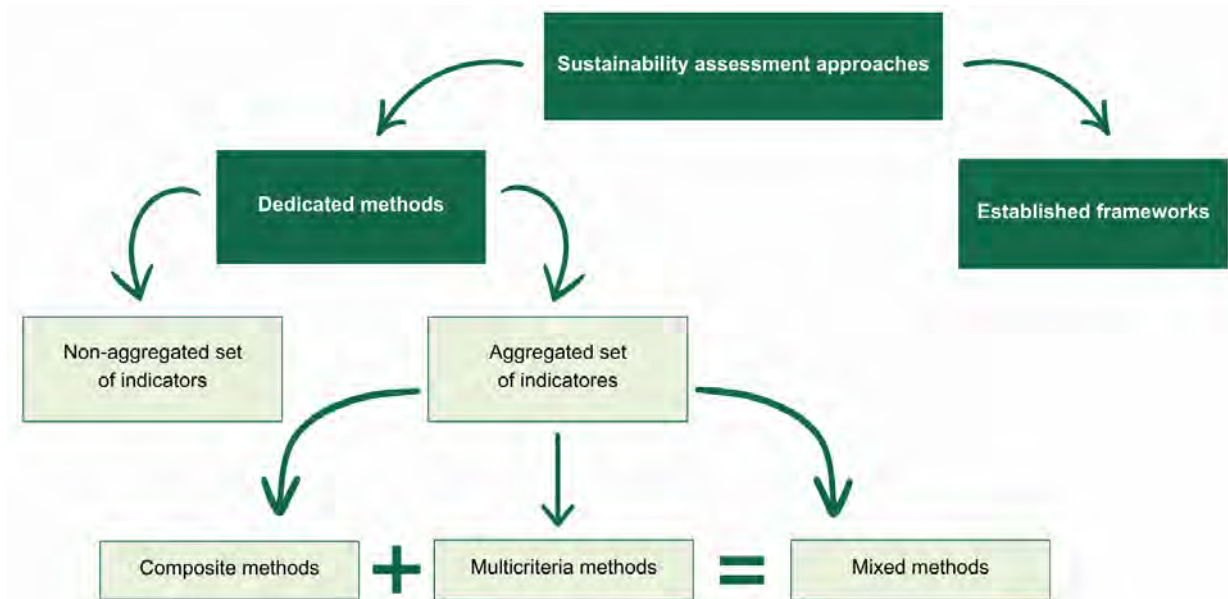 Sustainability assessment approaches
Dedicated methods
Established frameworks
Non-aggregated set
of indicators
Aggregated set
of indicatores
Composite methods + Multicriteria methods = Mixed methods